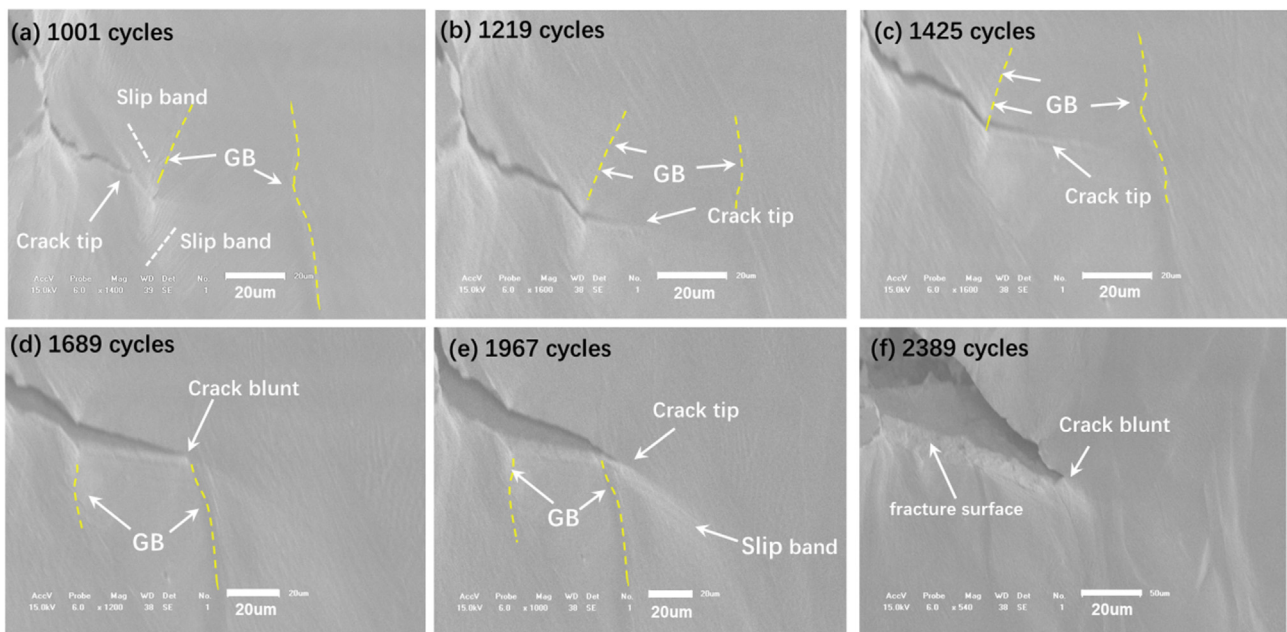 (a) 1001 cycles
Slip band
GB
Crack tip
Slip band
AccV Probe Mag WD Det No. 20um
15.0kV 6.0 x 1400 39 SE 1
20um
(b) 1219 cycles
GB
Crack tip
AccV Probe Mag WD Det No. 20um
15.0kV 6.0 x 1600 38 SE 1
20um
(c) 1425 cycles
GB
Crack tip
AccV Probe Mag WD Det No. 20um
15.0kV 6.0 x 1600 38 SE 1
20um
(d) 1689 cycles
Crack blunt
GB
AccV Probe Mag WD Det No. 20um
15.0kV 6.0 x 1200 38 SE 1
20um
(e) 1967 cycles
Crack tip
GB
Slip band
AccV Probe Mag WD Det No. 20um
15.0kV 6.0 x 1000 38 SE 1
20um
(f) 2389 cycles
Crack blunt
fracture surface
AccV Probe Mag WD Det No. 50um
15.0kV 6.0 x 540 38 SE 1
20um